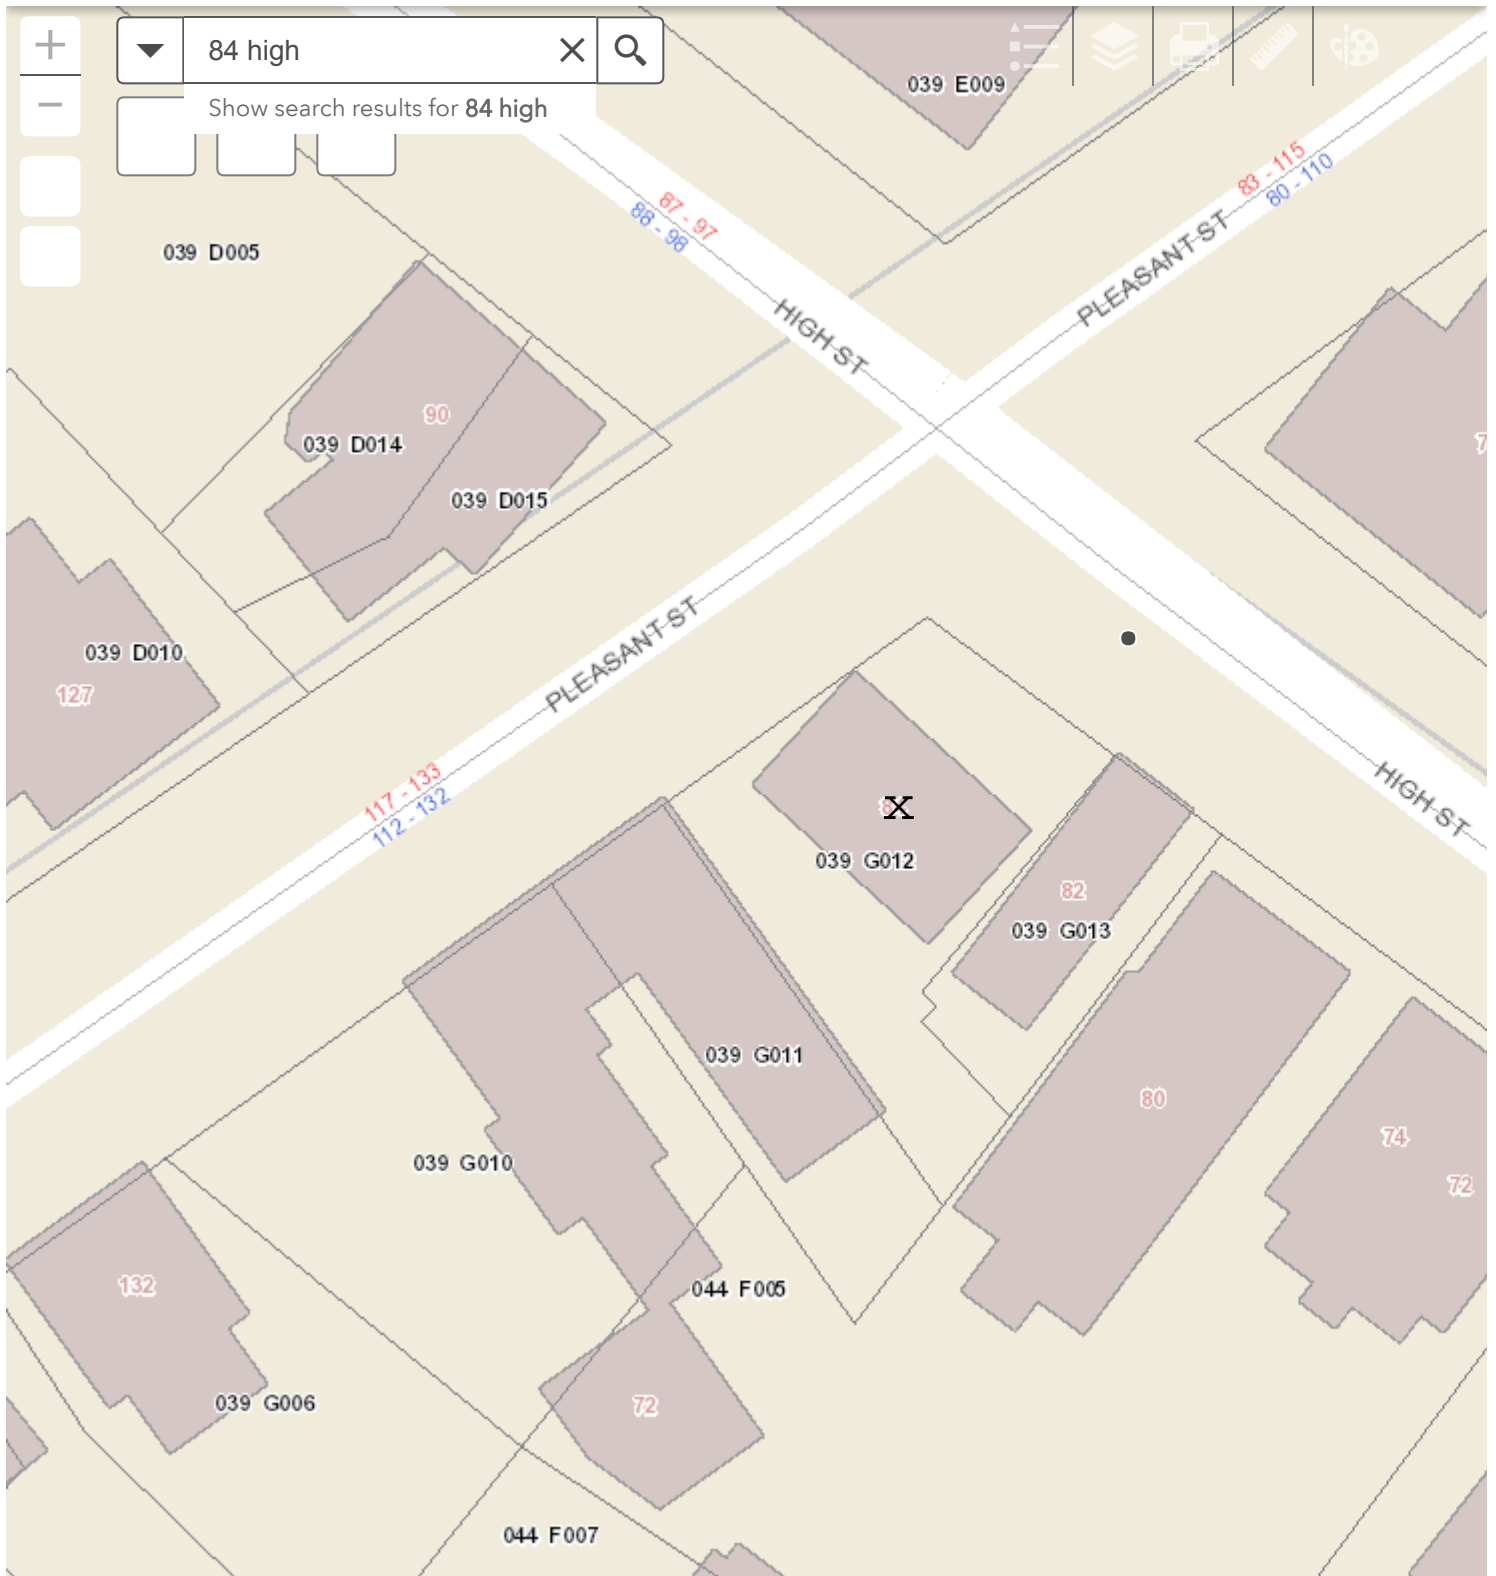 84 high
Show search results for 84 high
039 E009
83 - 115
80 - 110
87 - 97
88 - 98
PLEASANT ST
039 D005
HIGH ST
90
039 D014
039 D015
039 D010
127
PLEASANT ST
117 - 133
112 - 132
HIGH ST
039 G012
82
039 G013
039 G011
80
74
72
039 G010
132
044 F005
039 G006
72
044 F007